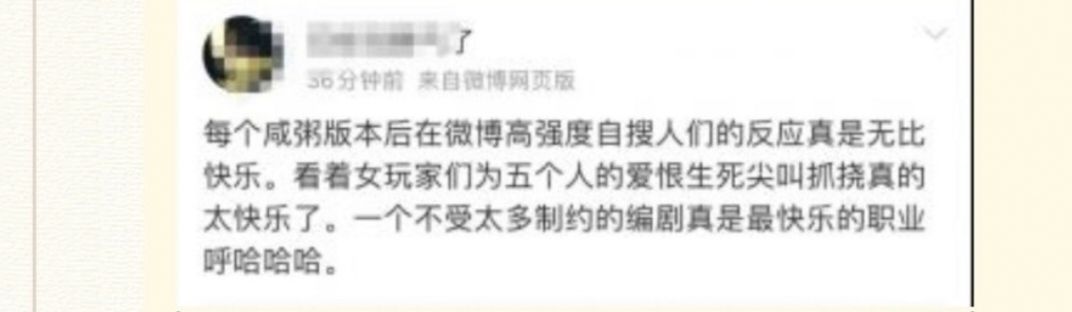 了
36分钟前 来自微博网页版
每个咸粥版本后在微博高强度自搜人们的反应真是无比
快乐。看着女玩家们为五个人的爱恨生死尖叫抓挠真的
太快乐了。一个不受太多制约的编剧真是最快乐的职业
呼哈哈哈。